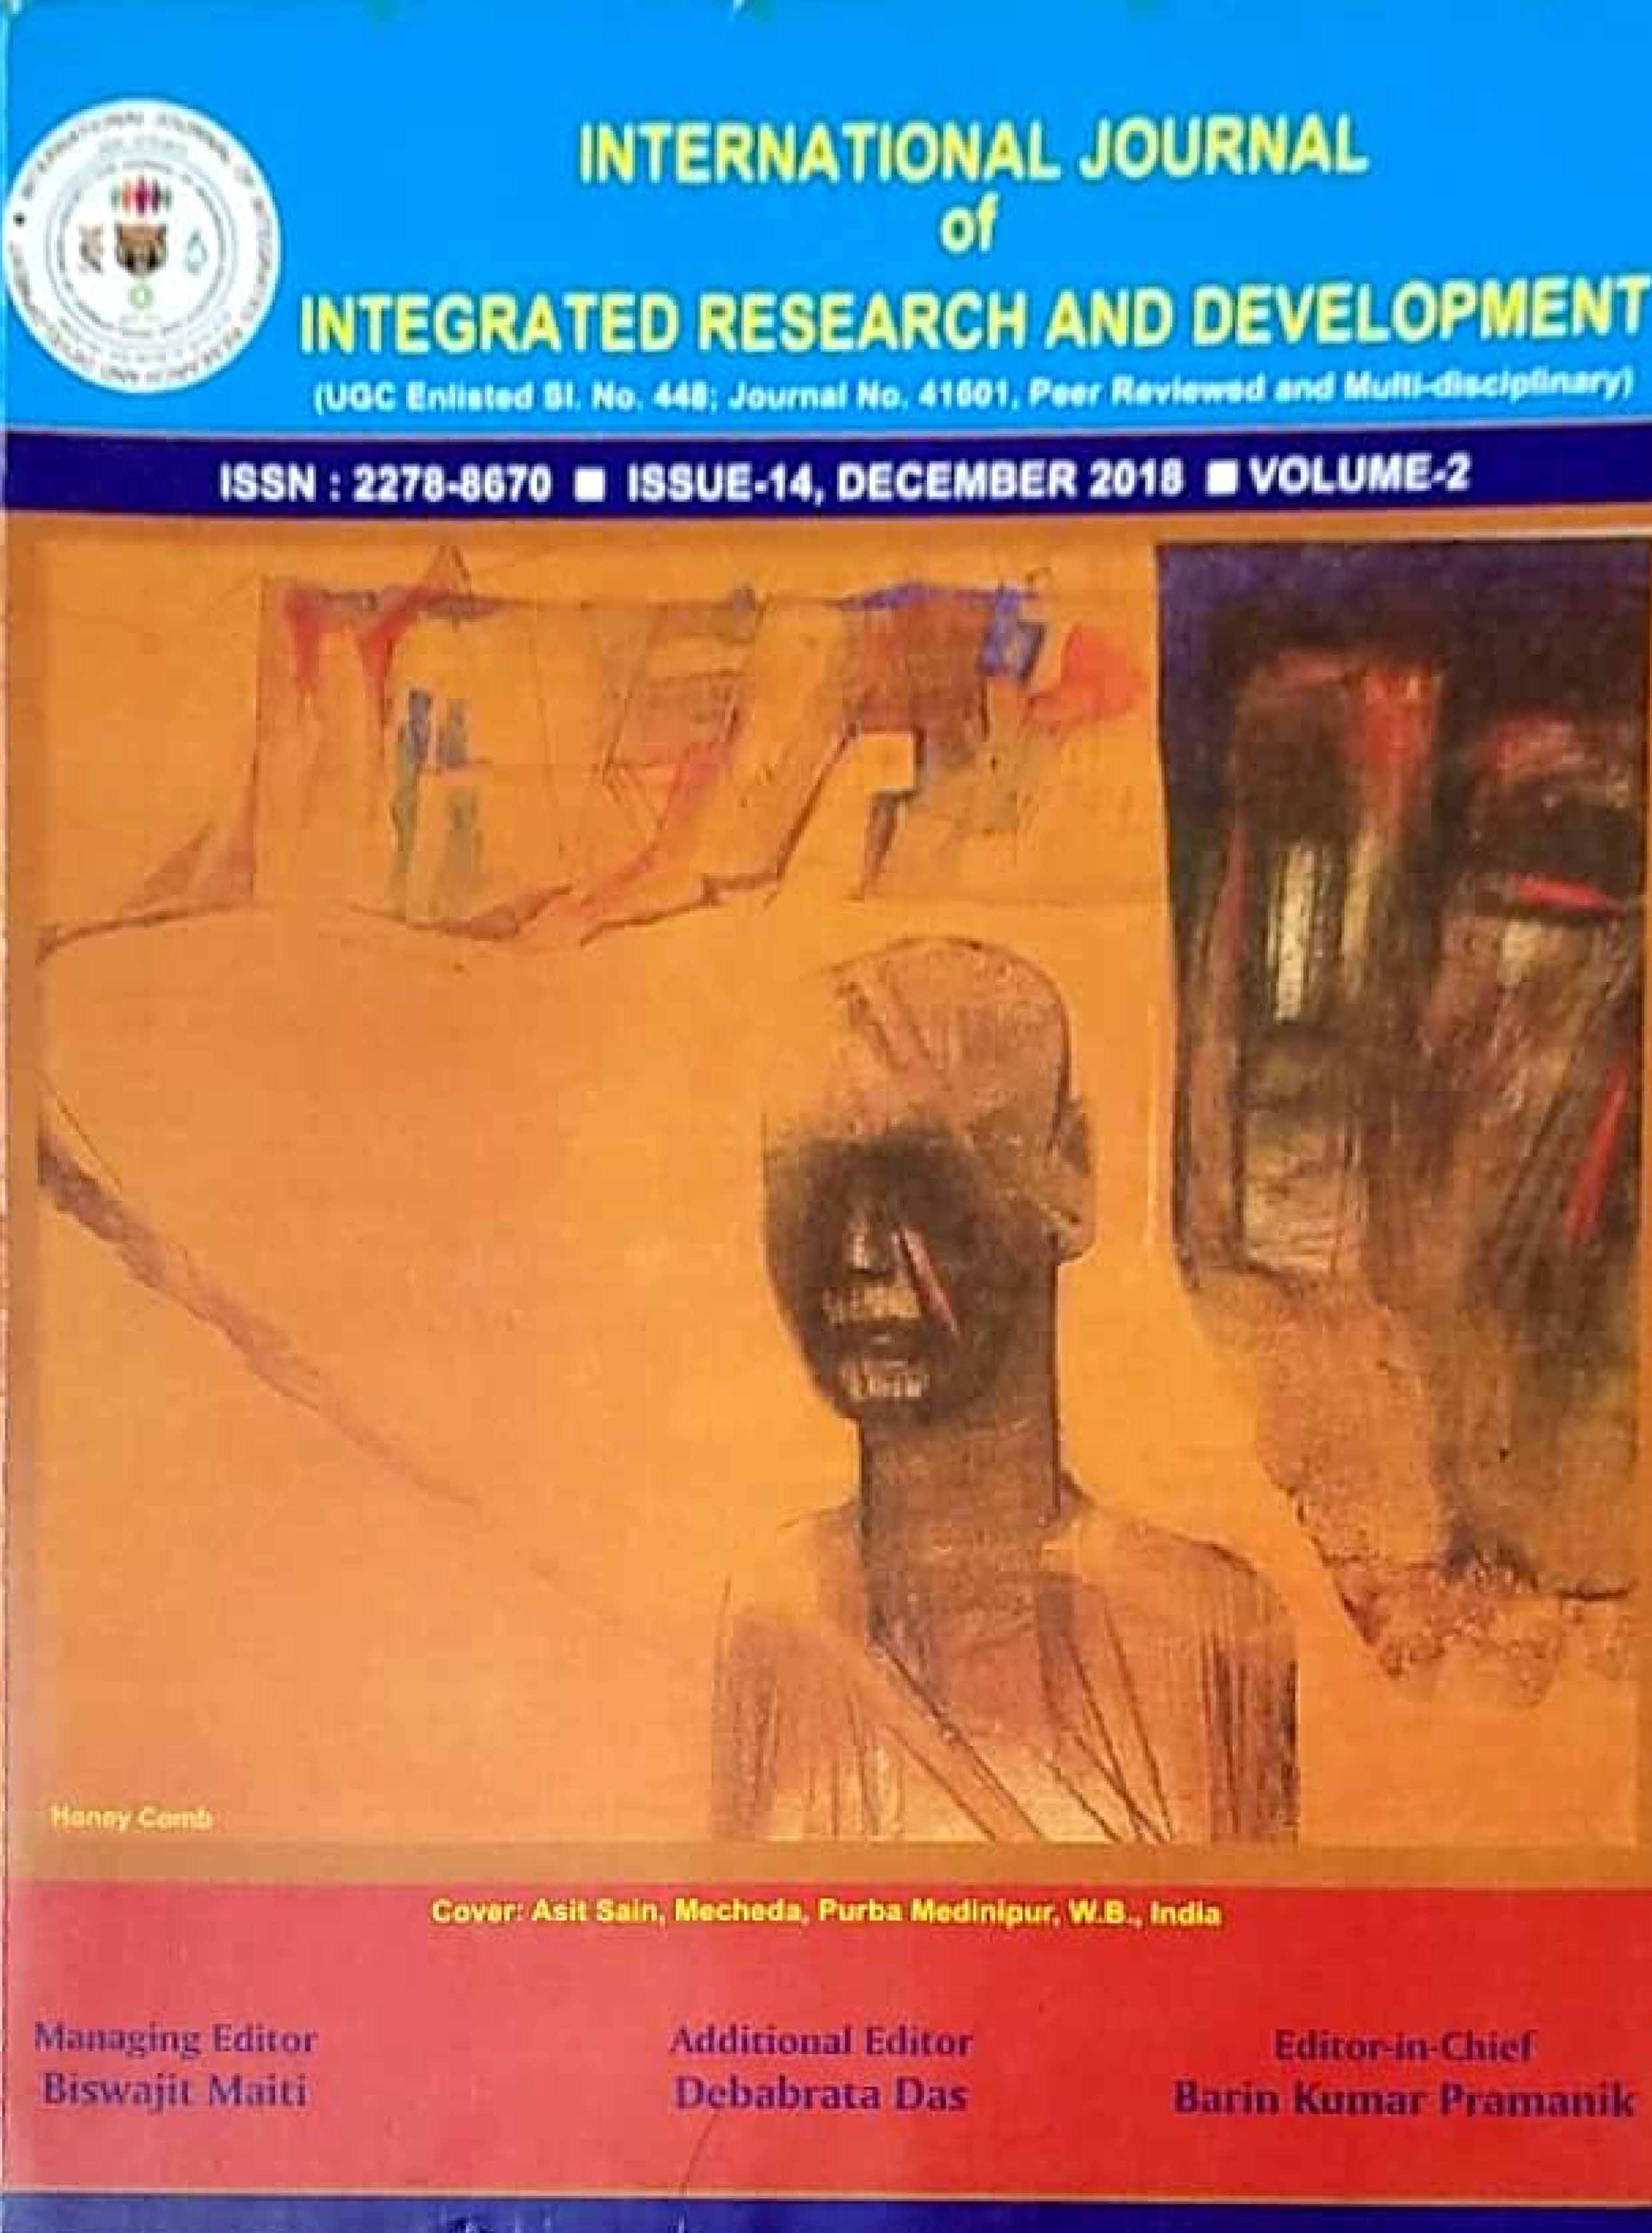 INTERNATIONAL JOURNAL
of
INTEGRATED RESEARCH AND DEVELOPMENT
(UGC Enlisted Sl. No. 448; Journal No. 41601, Peer Reviewed and Multi-disciplinary)
ISSN : 2278-8670 ■ ISSUE-14, DECEMBER 2018 ■ VOLUME-2
Honey Comb
Cover: Asit Sain, Mecheda, Purba Medinipur, W.B., India
Managing Editor
Biswajit Maiti
Additional Editor
Debabrata Das
Editor-in-Chief
Barin Kumar Pramanik